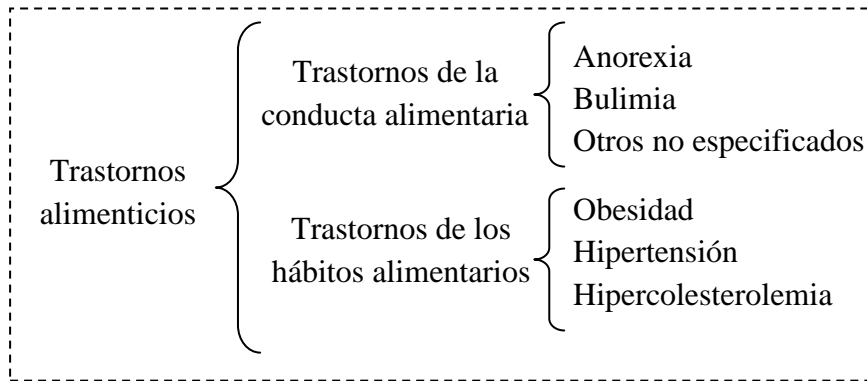 Trastornos
alimenticios
Trastornos de la
conducta alimentaria
Anorexia
Bulimia
Otros no especificados
Trastornos de los
hábitos alimentarios
Obesidad
Hipertensión
Hipercolesterolemia